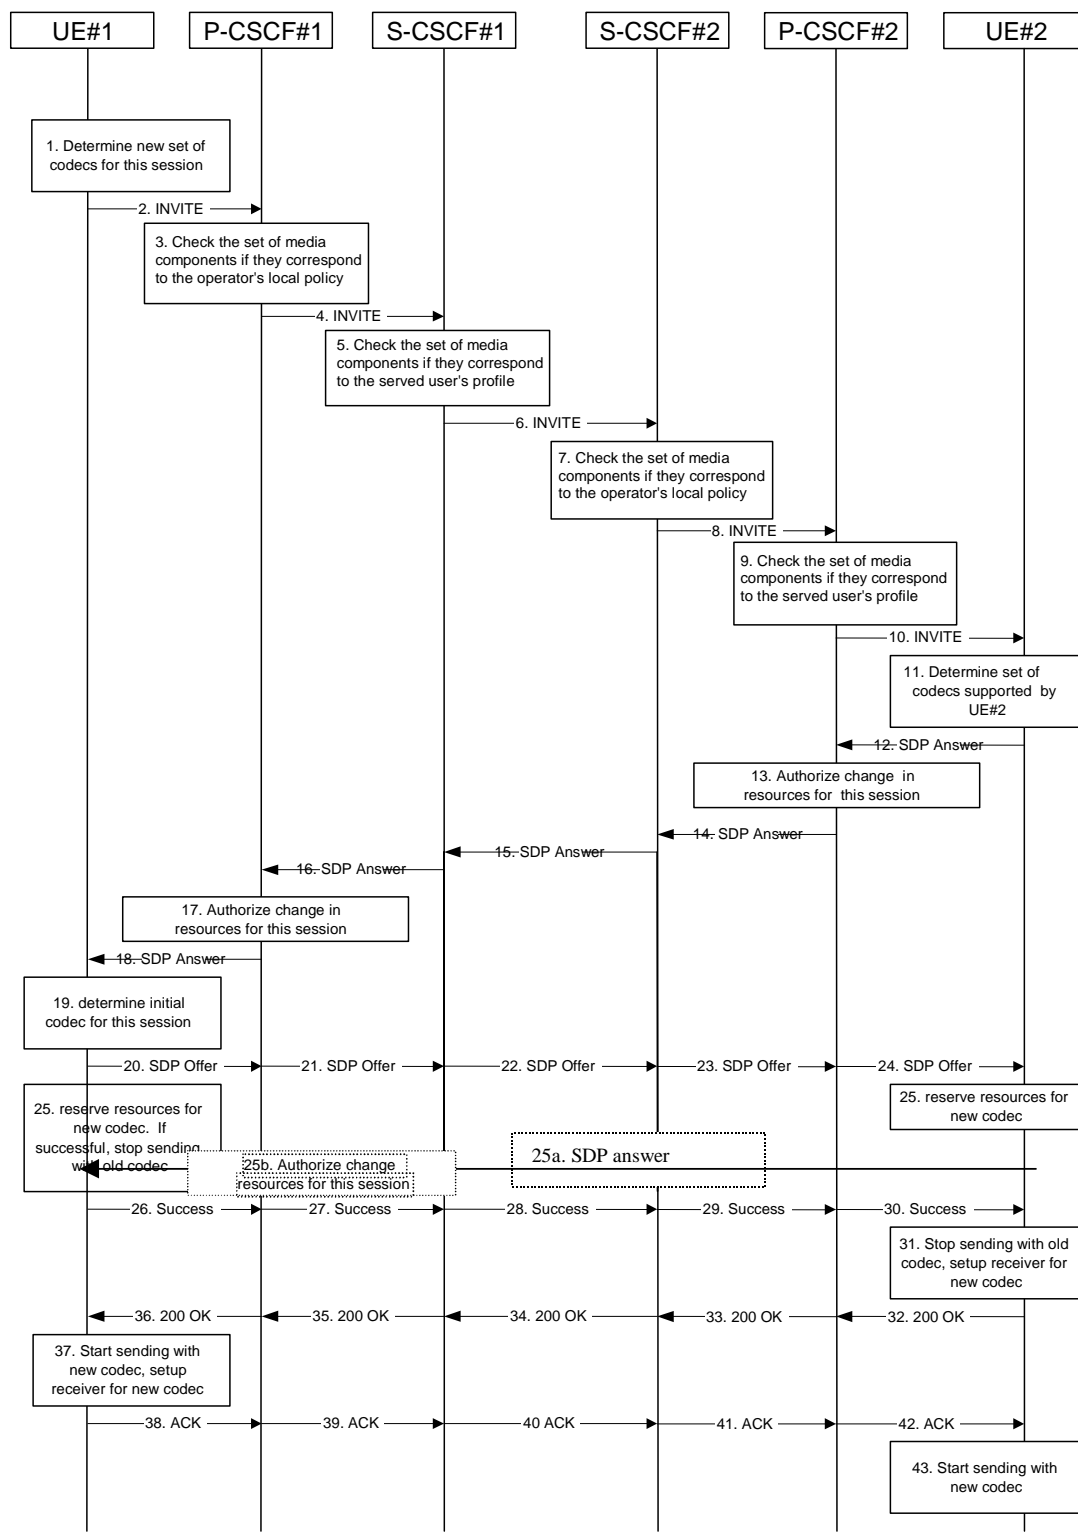 UE#1 P-CSCF#1 S-CSCF#1 S-CSCF#2 P-CSCF#2 UE#2
1. Determine new set of
codecs for this session
2. INVITE
3. Check the set of media
components if they correspond
to the operator's local policy
4. INVITE
5. Check the set of media
components if they correspond
to the served user's profile
6. INVITE
7. Check the set of media
components if they correspond
to the operator's local policy
8. INVITE
9. Check the set of media
components if they correspond
to the served user's profile
10. INVITE
11. Determine set of
codecs supported by
UE#2
12. SDP Answer
13. Authorize change in
resources for this session
14. SDP Answer
15. SDP Answer
16. SDP Answer
17. Authorize change in
resources for this session
18. SDP Answer
19. determine initial
codec for this session
20. SDP Offer 21. SDP Offer 22. SDP Offer 23. SDP Offer 24. SDP Offer
25. reserve resources for
new codec. If
successful, stop sending
with old codec
25. reserve resources for
new codec
25a. SDP answer
25b. Authorize change
resources for this session
26. Success 27. Success 28. Success 29. Success 30. Success
31. Stop sending with old
codec, setup receiver for
new codec
36. 200 OK 35. 200 OK 34. 200 OK 33. 200 OK 32. 200 OK
37. Start sending with
new codec, setup
receiver for new codec
38. ACK 39. ACK 40 ACK 41. ACK 42. ACK
43. Start sending with
new codec